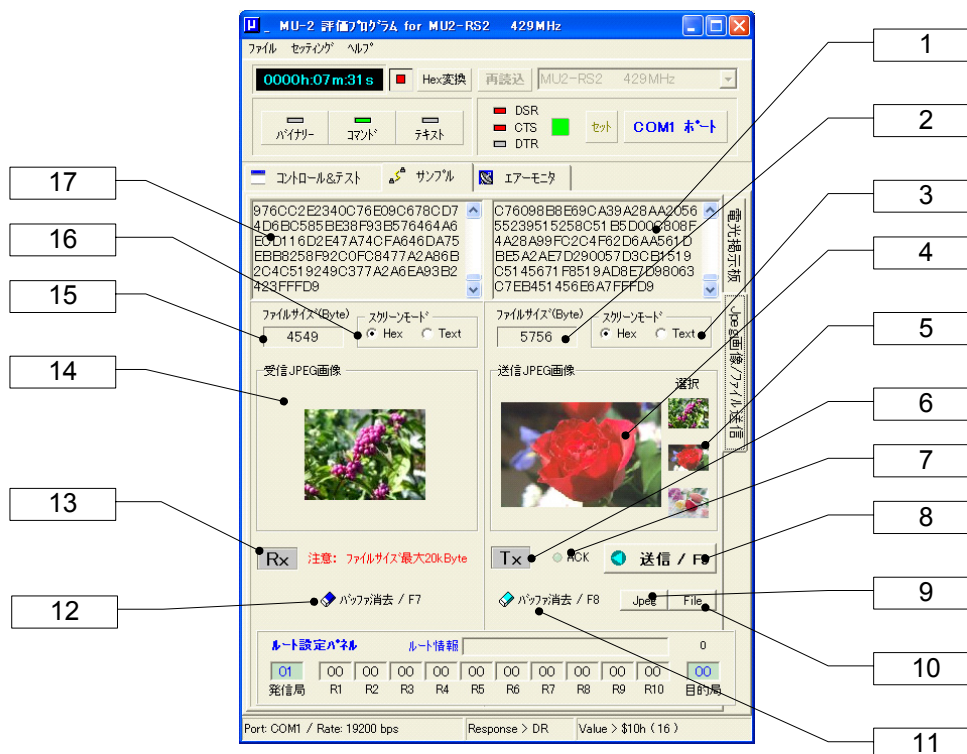 MU-2 評価プログラム for MU2-RS2 429MHz
ファイル セッティング ヘルプ
0000h:07m:31s Hex変換 再読込 MU2-RS2 429MHz
バイナリー コマンド テキスト
DSR
CTS
DTR
セット COM1 ポート
コントロール&テスト サンプル エアーモニタ
976CC2E2340C76E09C678CD7
4D6BC585BE38F93B576464A6
ECD116D2E47A74CFA646DA75
EBB8258F92C0FC8477A2A86B
2C4C519249C377A2A6EA93B2
423FFFD9
C76098B8E69CA39A28AA2056
55239515258C51B5D00C808F
4A28A99FC2C4F62D6AA561D
BE5A2AE7D290057D3CB1519
C5145671F8519AD8E7D98063
C7EB451456E6A7FFFD9
電光掲示板
Jpeg画像/ファイル送信
ファイルサイズ(Byte) スクリーンモード
4549 Hex Text
ファイルサイズ(Byte) スクリーンモード
5756 Hex Text
受信JPEG画像
送信JPEG画像
選択
Rx 注意: ファイルサイズ最大20kByte
Tx ACK 送信 /
バッファ消去 / F7
バッファ消去 / F8 Jpeg File
ルート設定パネル ルート情報 0
01 00 00 00 00 00 00 00 00 00 00 00
発信局 R1 R2 R3 R4 R5 R6 R7 R8 R9 R10 目的局
Port: COM1 / Rate: 19200 bps Response > DR Value > $10h (16)
1
2
3
4
5
6
7
8
9
10
11
12
13
14
15
16
17